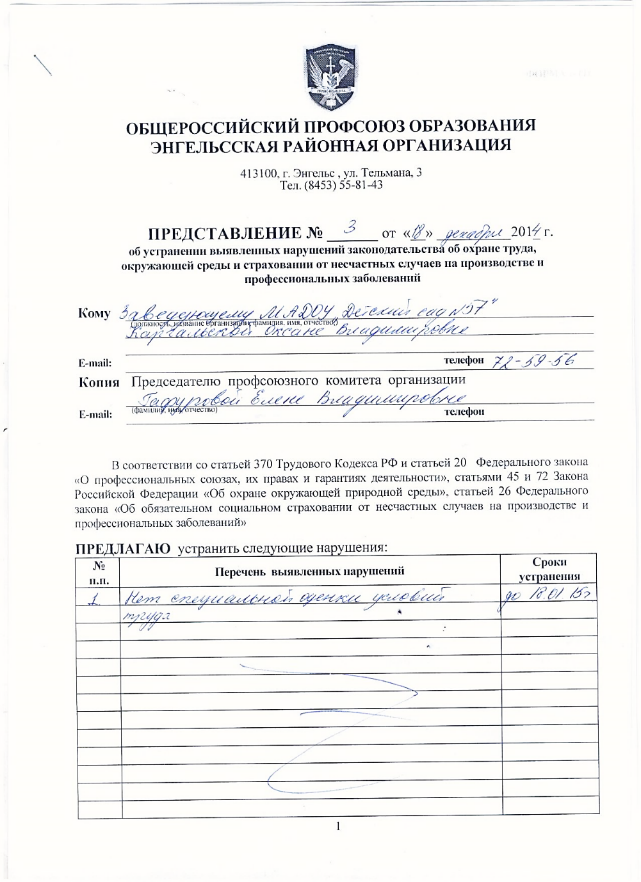 ОБЩЕРОССИЙСКИЙ ПРОФСОЮЗ ОБРАЗОВАНИЯ
ЭНГЕЛЬССКАЯ РАЙОННАЯ ОРГАНИЗАЦИЯ
413100, г. Энгельс , ул. Тельмана, 3
Тел. (8453) 55-81-43
ПРЕДСТАВЛЕНИЕ № 3 от «18» декабря 2014 г.
об устранении выявленных нарушений законодательства об охране труда,
окружающей среды и страховании от несчастных случаев на производстве и
профессиональных заболеваний
Кому Заведующему МАДОУ „Детский сад №57"
(должность, название организации, фамилия, имя, отчество)
Каргальской Оксане Владимировне
E-mail: телефон 72-59-56
Копия Председателю профсоюзного комитета организации
Гафуровой Елене Владимировне
(фамилия, имя, отчество)
E-mail: телефон
В соответствии со статьей 370 Трудового Кодекса РФ и статьей 20 Федерального закона
«О профессиональных союзах, их правах и гарантиях деятельности», статьями 45 и 72 Закона
Российской Федерации «Об охране окружающей природной среды», статьей 26 Федерального
закона «Об обязательном социальном страховании от несчастных случаев на производстве и
профессиональных заболеваний»
ПРЕДЛАГАЮ устранить следующие нарушения:
№ п.п. Перечень выявленных нарушений Сроки устранения
1. Нет специальной оценки условий до 18.01.15г
труда
1